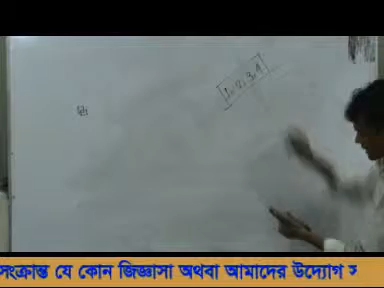 সংক্রান্ত যে কোন জিজ্ঞাসা অথবা আমাদের উদ্যোগ স